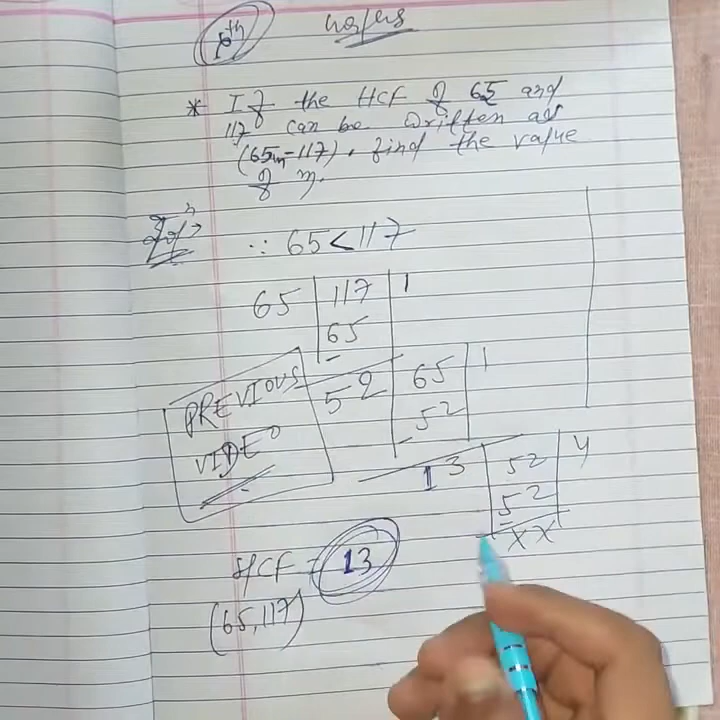 10th
* If the HCF of 65 and
117 can be written as
(65m-117). find the value
of m.
Solⁿ
∵ 65<117
65 117 1
65
52 65 1
52
13 52 4
52
xx
PREVIOUS
VIDEO
HCF = 13
(65,117)